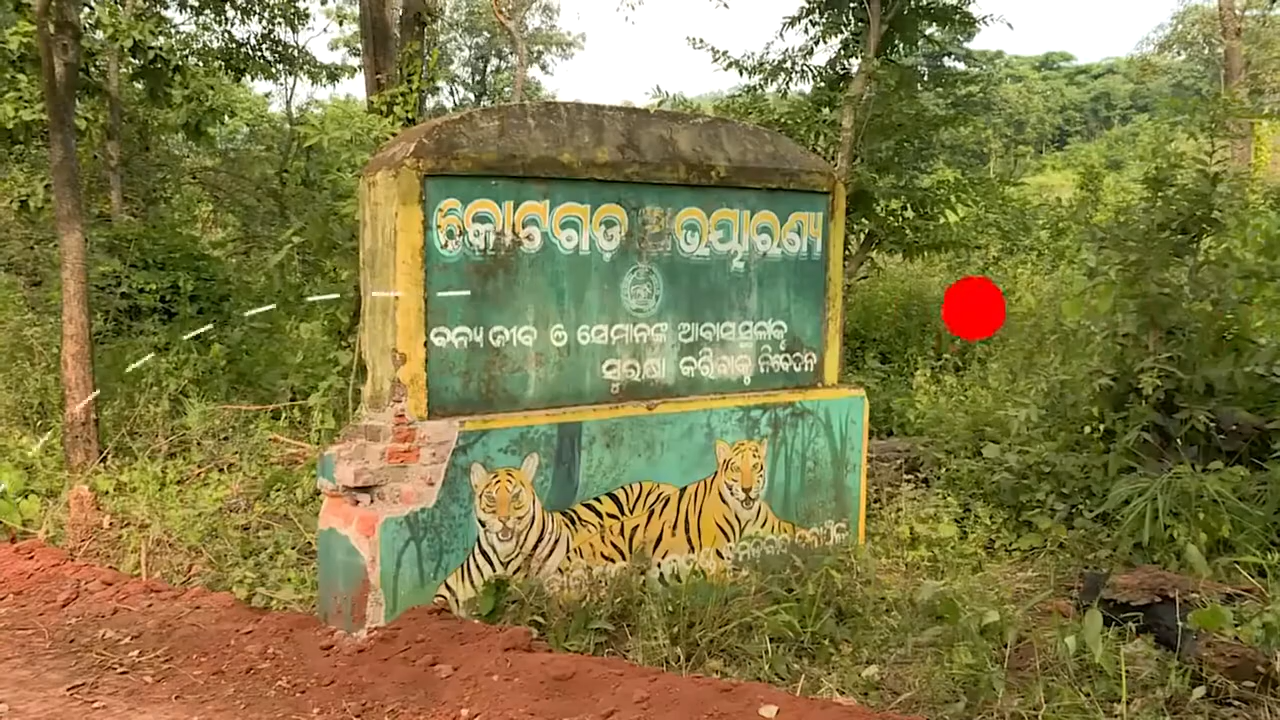 କୋଟଗଡ଼ ଅଭୟାରଣ୍ୟ
ବନ୍ୟ ଜୀବ ଓ ସେମାନଙ୍କ ଆବାସସ୍ଥଳୀକୁ
ସୁରକ୍ଷା କରିବାକୁ ନିବେଦନ